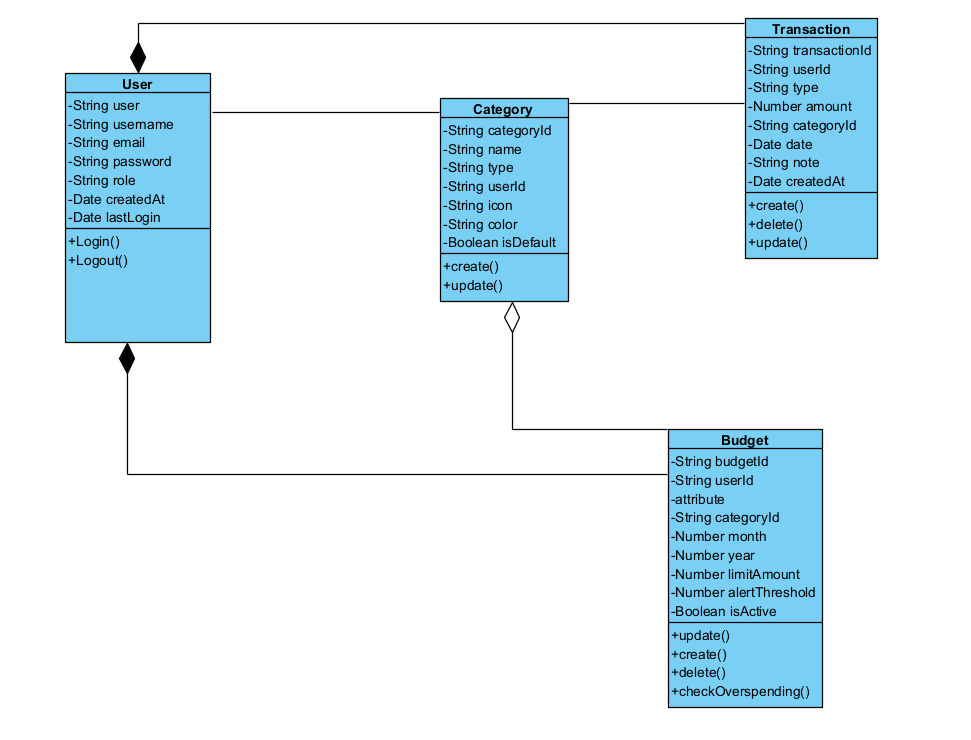 User
-String user
-String username
-String email
-String password
-String role
-Date createdAt
-Date lastLogin
+Login()
+Logout()
Category
-String categoryId
-String name
-String type
-String userId
-String icon
-String color
-Boolean isDefault
+create()
+update()
Transaction
-String transactionId
-String userId
-String type
-Number amount
-String categoryId
-Date date
-String note
-Date createdAt
+create()
+delete()
+update()
Budget
-String budgetId
-String userId
-attribute
-String categoryId
-Number month
-Number year
-Number limitAmount
-Number alertThreshold
-Boolean isActive
+update()
+create()
+delete()
+checkOverspending()